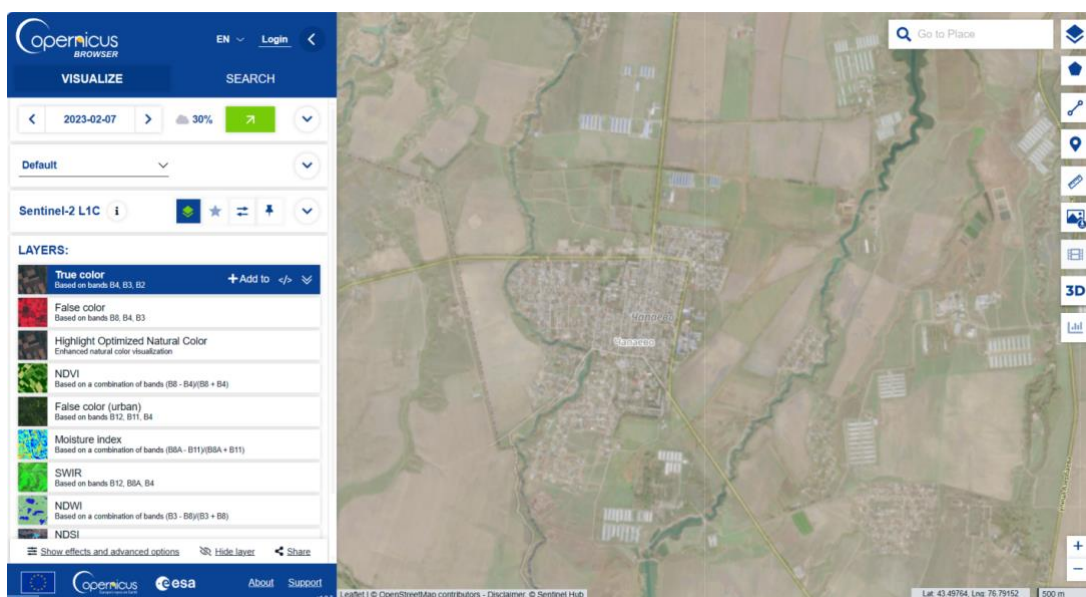 Copernicus
BROWSER
EN
Login
VISUALIZE
SEARCH
2023-02-07
30%
Default
Sentinel-2 L1C
LAYERS:
True color
Based on bands B4, B3, B2
Add to
</>
False color
Based on bands B8, B4, B3
Highlight Optimized Natural Color
Enhanced natural color visualization
NDVI
Based on a combination of bands (B8 - B4)/(B8 + B4)
False color (urban)
Based on bands B12, B11, B4
Moisture index
Based on a combination of bands (B8A - B11)/(B8A + B11)
SWIR
Based on bands B12, B8A, B4
NDWI
Based on a combination of bands (B3 - B8)/(B3 + B8)
NDSI
Show effects and advanced options
Hide layer
Share
Copernicus
esa
About
Support
Go to Place
3D
Чапаево
Чапаево
Leaflet | © OpenStreetMap contributors - Disclaimer, © Sentinel Hub
Lat: 43.49764, Lng: 76.79152
500 m